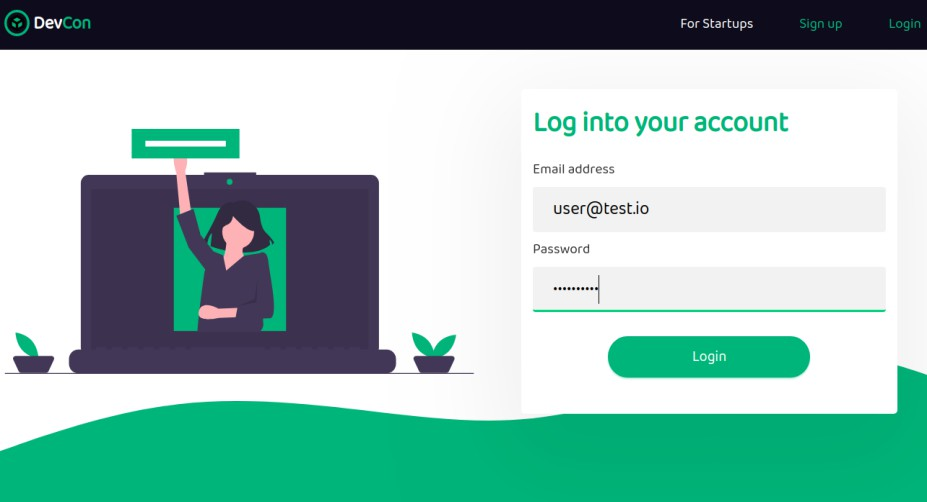 DevCon
For Startups
Sign up
Login
Log into your account
Email address
user@test.io
Password
••••••••••
Login